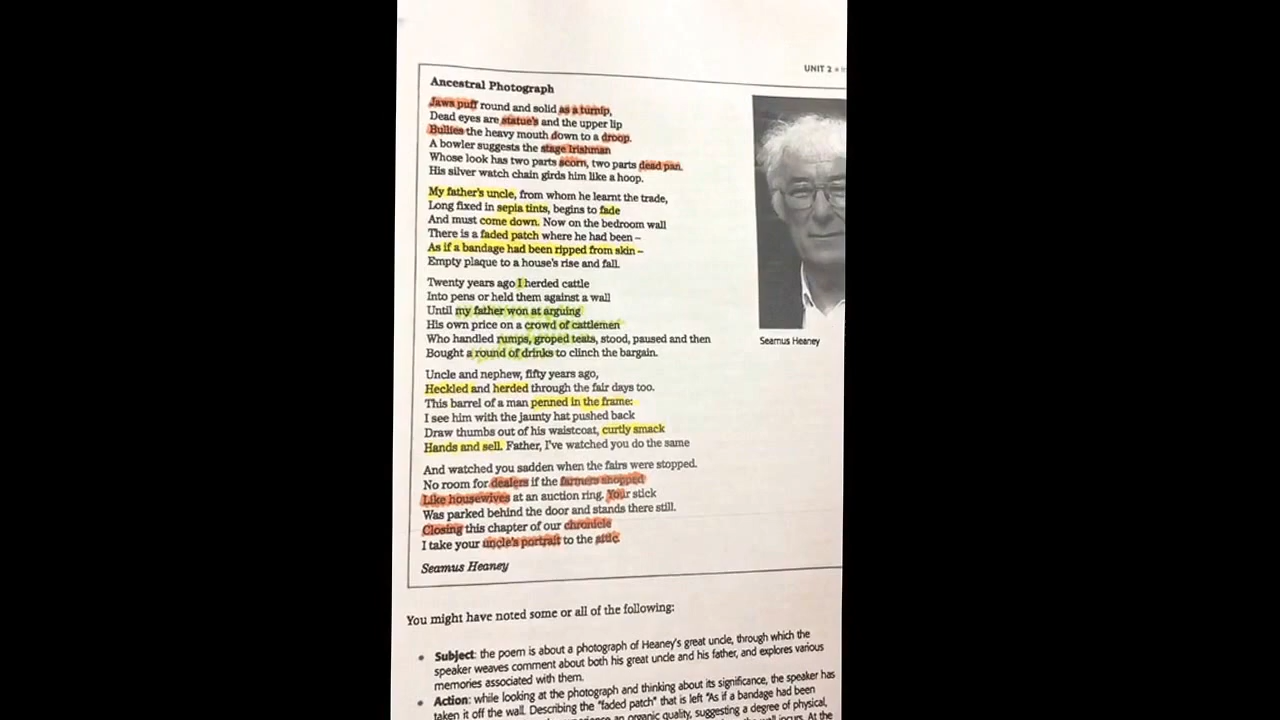 UNIT 2
Ancestral Photograph
Jaws puff round and solid as a turnip,
Dead eyes are statue's and the upper lip
Bullies the heavy mouth down to a droop.
A bowler suggests the stage Irishman
Whose look has two parts scorn, two parts dead pan.
His silver watch chain girds him like a hoop.
My father's uncle, from whom he learnt the trade,
Long fixed in sepia tints, begins to fade
And must come down. Now on the bedroom wall
There is a faded patch where he had been –
As if a bandage had been ripped from skin –
Empty plaque to a house's rise and fall.
Twenty years ago I herded cattle
Into pens or held them against a wall
Until my father won at arguing
His own price on a crowd of cattlemen
Who handled rumps, groped teats, stood, paused and then
Bought a round of drinks to clinch the bargain.
Uncle and nephew, fifty years ago,
Heckled and herded through the fair days too.
This barrel of a man penned in the frame:
I see him with the jaunty hat pushed back
Draw thumbs out of his waistcoat, curtly smack
Hands and sell. Father, I've watched you do the same
And watched you sadden when the fairs were stopped.
No room for dealers if the farmers shopped
Like housewives at an auction ring. Your stick
Was parked behind the door and stands there still.
Closing this chapter of our chronicle
I take your uncle's portrait to the attic.
Seamus Heaney
Seamus Heaney
You might have noted some or all of the following:
• Subject: the poem is about a photograph of Heaney's great uncle, through which the
speaker weaves comment about both his great uncle and his father, and explores various
memories associated with them.
• Action: while looking at the photograph and thinking about its significance, the speaker has
taken it off the wall. Describing the "faded patch" that is left "As if a bandage had been
an organic quality, suggesting a degree of physical,
At the